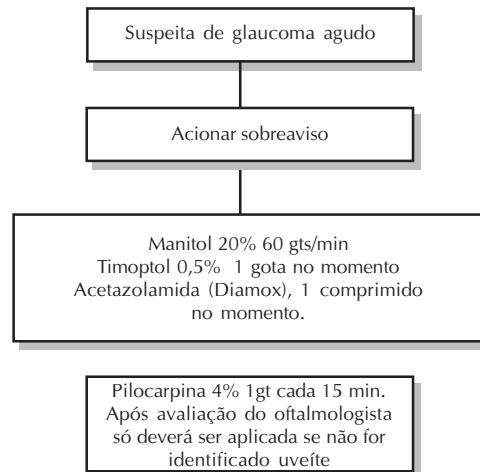 Suspeita de glaucoma agudo
Acionar sobreaviso
Manitol 20% 60 gts/min
Timoptol 0,5% 1 gota no momento
Acetazolamida (Diamox), 1 comprimido
no momento.
Pilocarpina 4% 1gt cada 15 min.
Após avaliação do oftalmologista
só deverá ser aplicada se não for
identificado uveíte